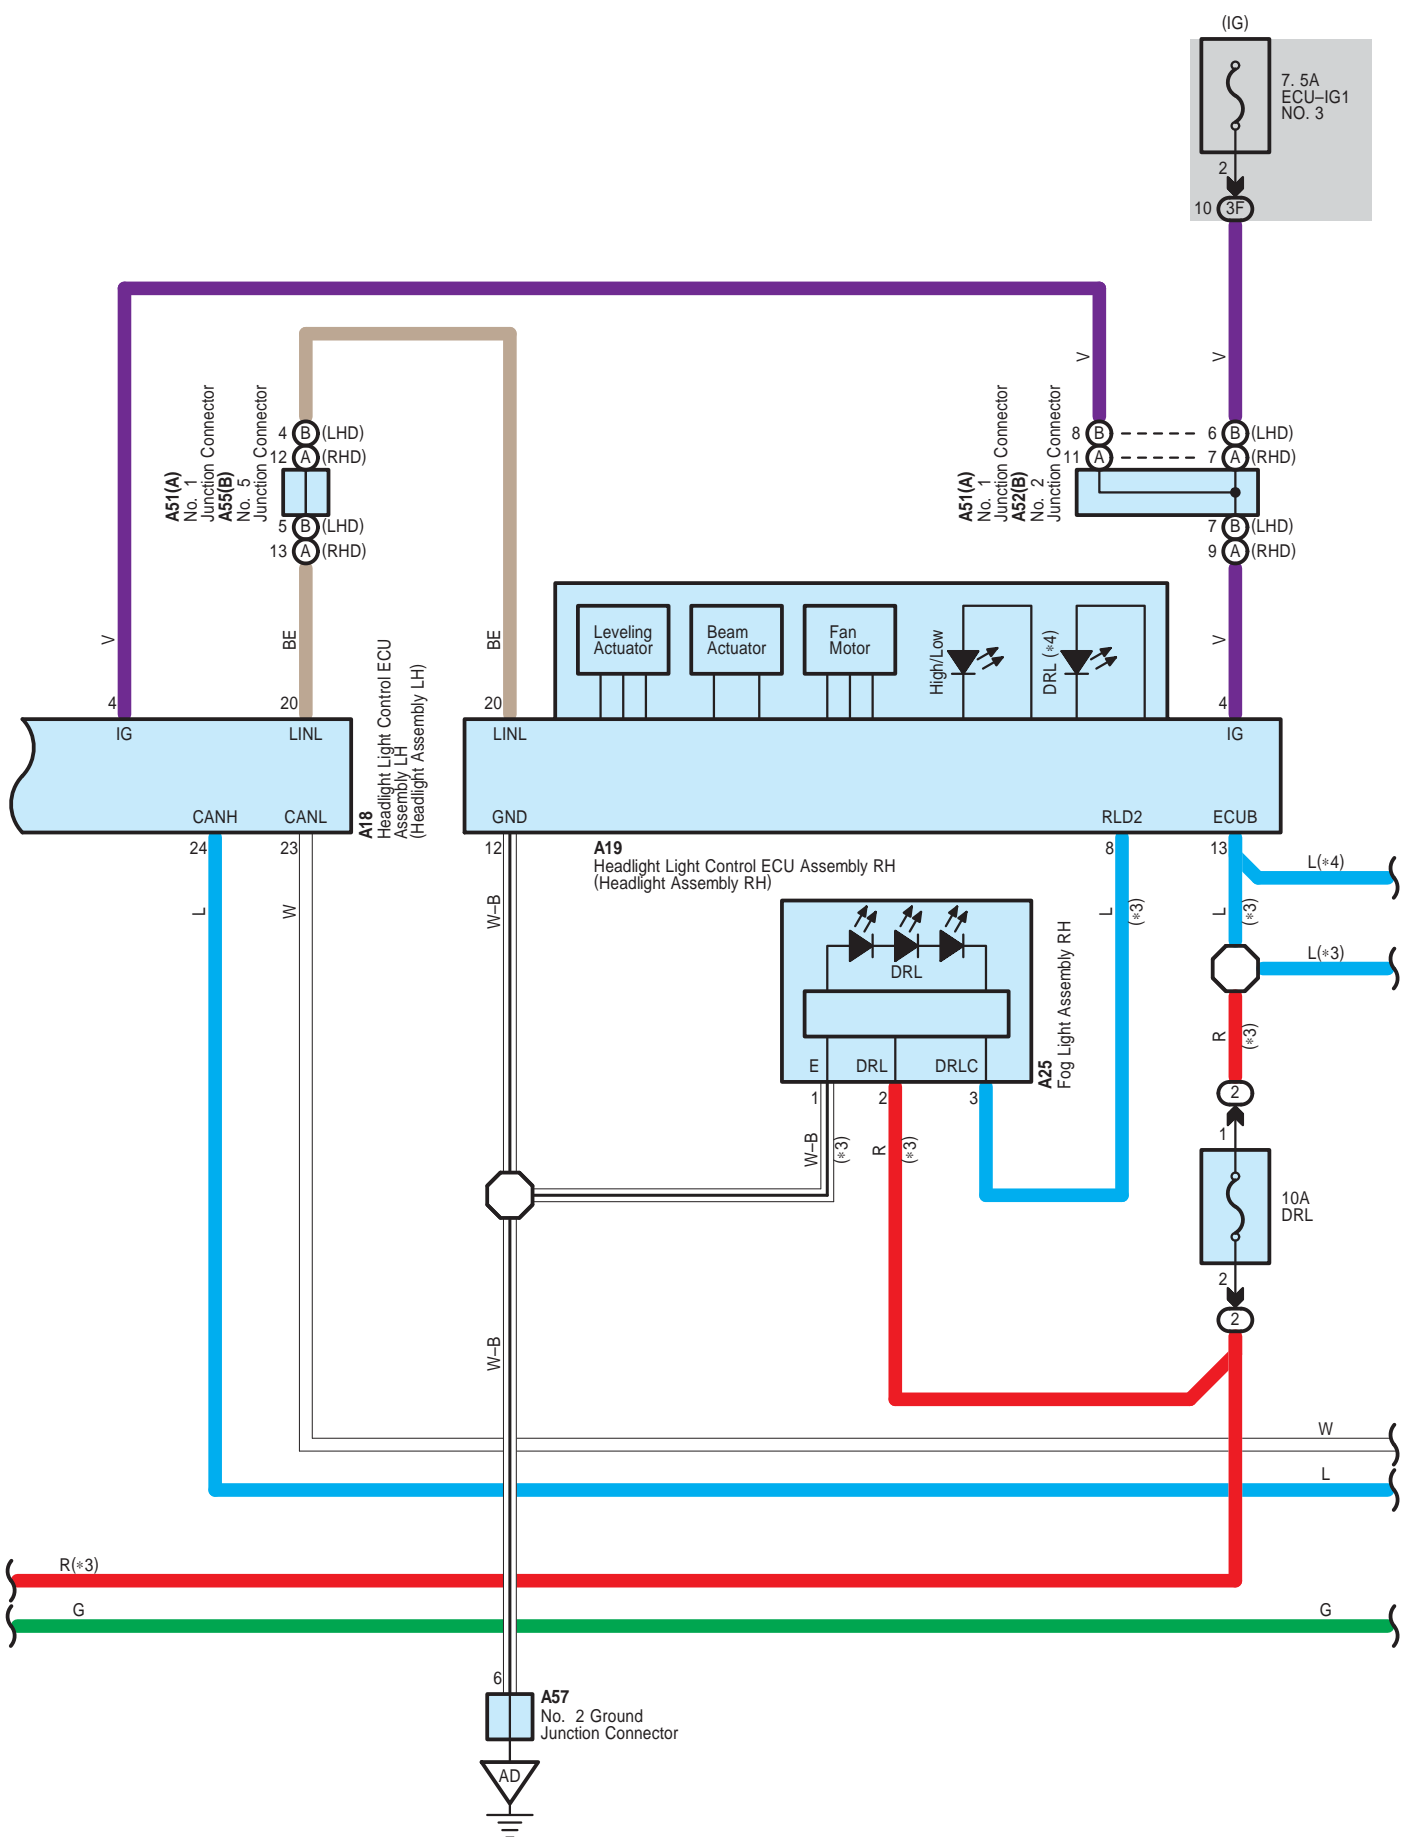 (IG)
7. 5A
ECU–IG1
NO. 3
2
10 3F
V
V
A51(A)
No. 1
Junction Connector
A55(B)
No. 5
Junction Connector
4 B (LHD)
12 A (RHD)
5 B (LHD)
13 A (RHD)
A51(A)
No. 1
Junction Connector
A52(B)
No. 2
Junction Connector
8 B
11 A
6 B (LHD)
7 A (RHD)
7 B (LHD)
9 A (RHD)
V
BE
BE
V
Leveling
Actuator
Beam
Actuator
Fan
Motor
High/Low
DRL (*4)
4
20
20
4
IG
LINL
LINL
IG
CANH
CANL
GND
RLD2
ECUB
A18
Headlight Light Control ECU
Assembly LH
(Headlight Assembly LH)
24
23
12
8
13
A19
Headlight Light Control ECU Assembly RH
(Headlight Assembly RH)
L
W
W–B
L
(*3)
L
(*3)
L(*4)
L(*3)
DRL
E
DRL
DRLC
A25
Fog Light Assembly RH
1
2
3
W–B
(*3)
R
(*3)
R
(*3)
2
1
10A
DRL
2
2
W–B
W
L
R(*3)
G
G
6
A57
No. 2 Ground
Junction Connector
AD